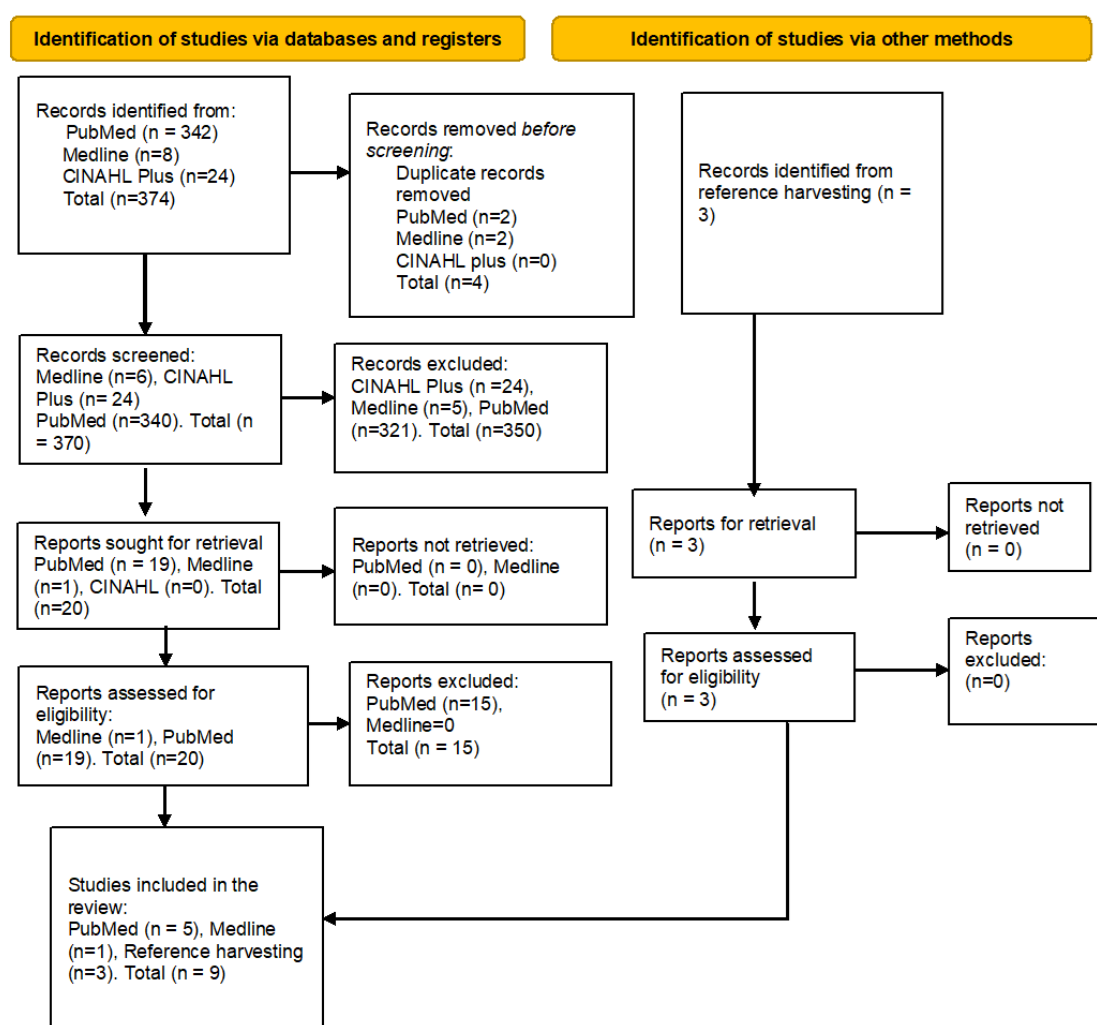 Identification of studies via databases and registers
Identification of studies via other methods
Records identified from:
PubMed (n = 342)
Medline (n=8)
CINAHL Plus (n=24)
Total (n=374)
Records removed before
screening:
Duplicate records
removed
PubMed (n=2)
Medline (n=2)
CINAHL plus (n=0)
Total (n=4)
Records identified from
reference harvesting (n =
3)
Records screened:
Medline (n=6), CINAHL
Plus (n= 24)
PubMed (n=340). Total (n
= 370)
Records excluded:
CINAHL Plus (n =24),
Medline (n=5), PubMed
(n=321). Total (n=350)
Reports sought for retrieval
PubMed (n = 19), Medline
(n=1), CINAHL (n=0). Total
(n=20)
Reports not retrieved:
PubMed (n = 0), Medline
(n=0). Total (n= 0)
Reports for retrieval
(n = 3)
Reports not
retrieved
(n = 0)
Reports assessed for
eligibility:
Medline (n=1), PubMed
(n=19). Total (n=20)
Reports excluded:
PubMed (n=15),
Medline=0
Total (n = 15)
Reports assessed
for eligibility
(n = 3)
Reports
excluded:
(n=0)
Studies included in the
review:
PubMed (n = 5), Medline
(n=1), Reference harvesting
(n=3). Total (n = 9)